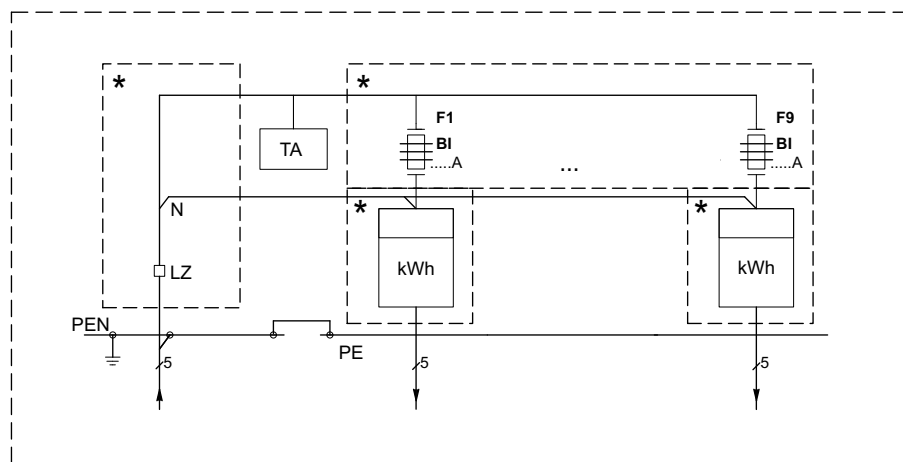 *
*
F1
BI
.....A
F9
BI
.....A
TA
...
N
*
*
kWh
kWh
LZ
PEN
PE
5
5
5